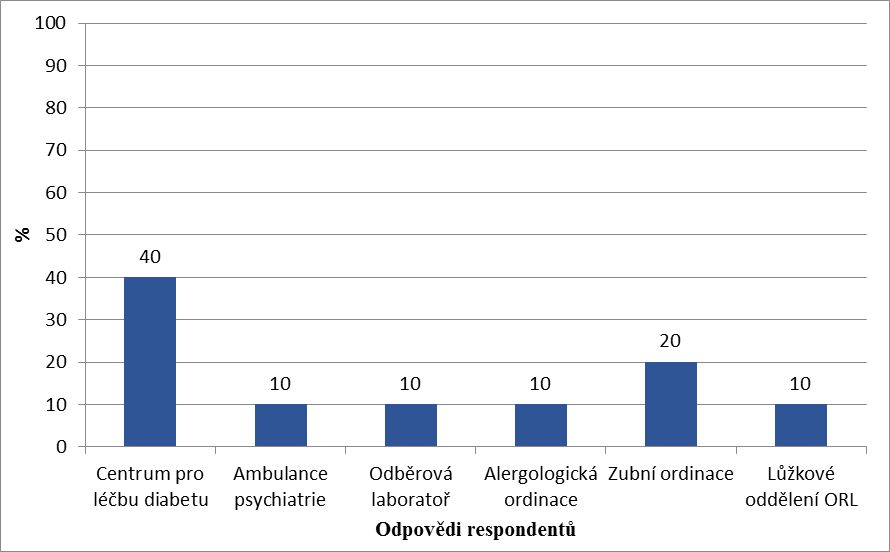 100
90
80
70
60
50
40
30
20
10
0
%
40
10
10
10
20
10
Centrum pro
léčbu diabetu
Ambulance
psychiatrie
Odběrová
laboratoř
Alergologická
ordinace
Zubní ordinace
Lůžkové
oddělení ORL
Odpovědi respondentů